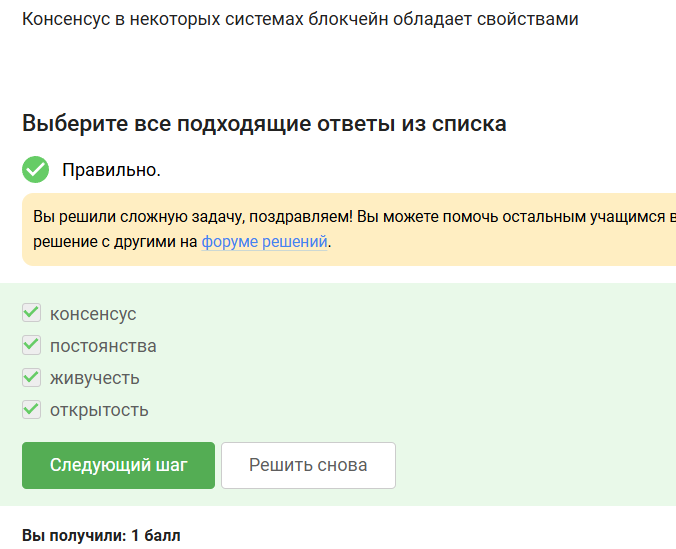 Консенсус в некоторых системах блокчейн обладает свойствами
Выберите все подходящие ответы из списка
Правильно.
Вы решили сложную задачу, поздравляем! Вы можете помочь остальным учащимся в
решение с другими на форуме решений.
консенсус
постоянства
живучесть
открытость
Следующий шаг
Решить снова
Вы получили: 1 балл